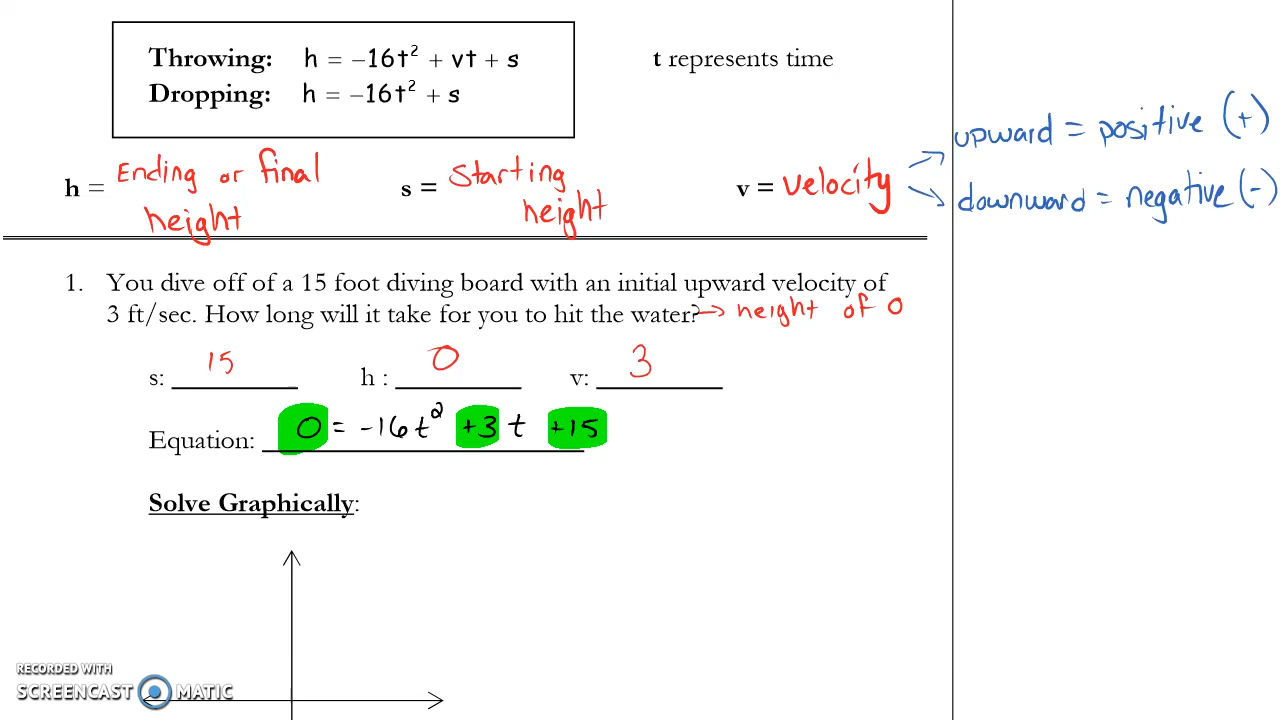 Throwing: h = −16t² + vt + s
t represents time
Dropping: h = −16t² + s
upward = positive (+)
downward = negative (-)
h = Ending or final height
s = Starting height
v = velocity
1. You dive off of a 15 foot diving board with an initial upward velocity of
3 ft/sec. How long will it take for you to hit the water? → height of 0
s: 15 h : 0 v: 3
Equation: 0 = -16t² +3 t +15
Solve Graphically:
RECORDED WITH
SCREENCAST MATIC